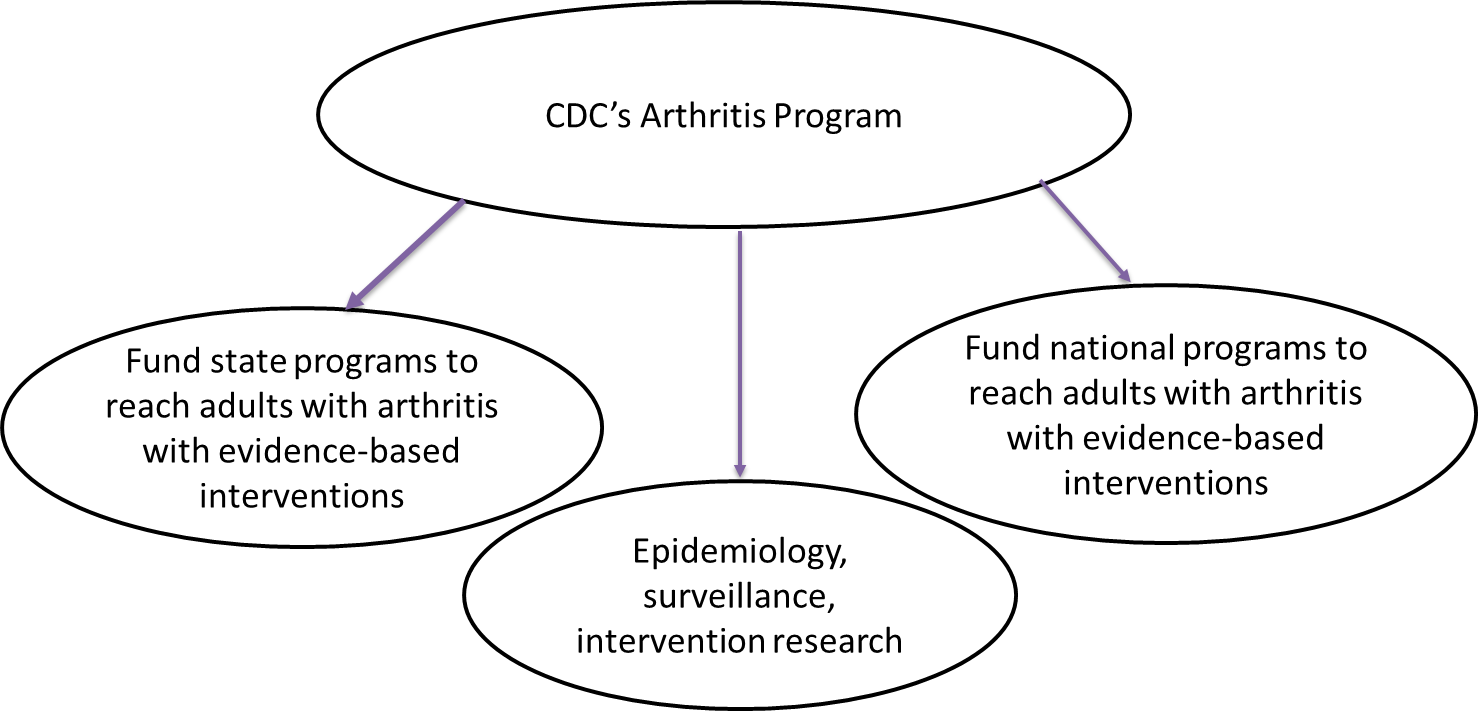 CDC’s Arthritis Program
Fund state programs to
reach adults with arthritis
with evidence-based
interventions
Epidemiology,
surveillance,
intervention research
Fund national programs to
reach adults with arthritis
with evidence-based
interventions